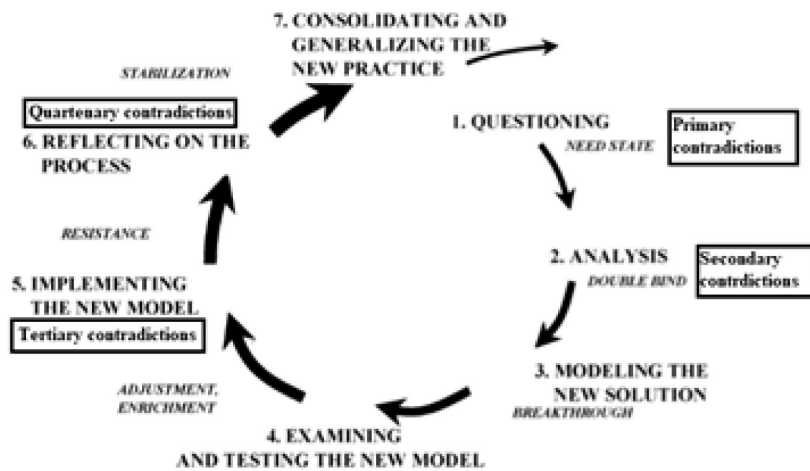 7. CONSOLIDATING AND
GENERALIZING THE
NEW PRACTICE
STABILIZATION
Quartenary contradictions
6. REFLECTING ON THE
PROCESS
1. QUESTIONING
NEED STATE
Primary
contradictions
RESISTANCE
2. ANALYSIS
DOUBLE BIND
Secondary
contrdictions
5. IMPLEMENTING
THE NEW MODEL
Tertiary contradictions
3. MODELING THE
NEW SOLUTION
BREAKTHROUGH
ADJUSTMENT,
ENRICHMENT
4. EXAMINING
AND TESTING THE NEW MODEL